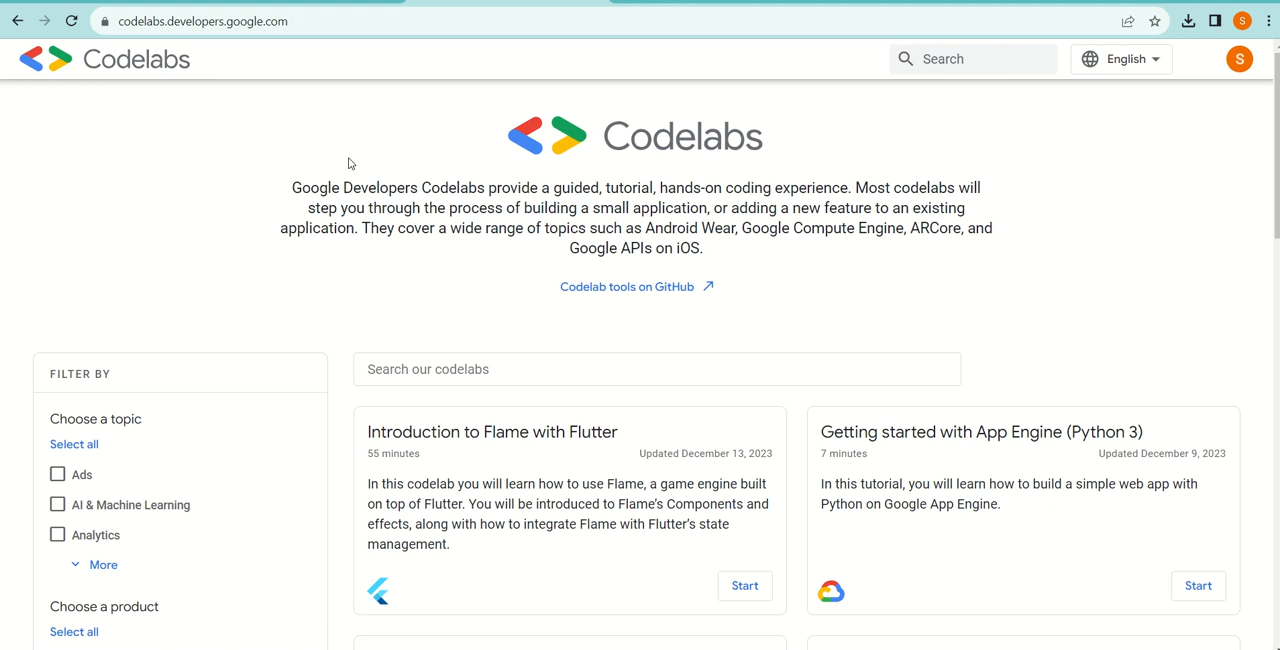 codelabs.developers.google.com
S
Codelabs
Search
English
S
Codelabs
Google Developers Codelabs provide a guided, tutorial, hands-on coding experience. Most codelabs will
step you through the process of building a small application, or adding a new feature to an existing
application. They cover a wide range of topics such as Android Wear, Google Compute Engine, ARCore, and
Google APIs on iOS.
Codelab tools on GitHub
FILTER BY
Choose a topic
Select all
Ads
AI & Machine Learning
Analytics
More
Choose a product
Select all
Search our codelabs
Introduction to Flame with Flutter
55 minutes
Updated December 13, 2023
In this codelab you will learn how to use Flame, a game engine built
on top of Flutter. You will be introduced to Flame's Components and
effects, along with how to integrate Flame with Flutter's state
management.
Start
Getting started with App Engine (Python 3)
7 minutes
Updated December 9, 2023
In this tutorial, you will learn how to build a simple web app with
Python on Google App Engine.
Start